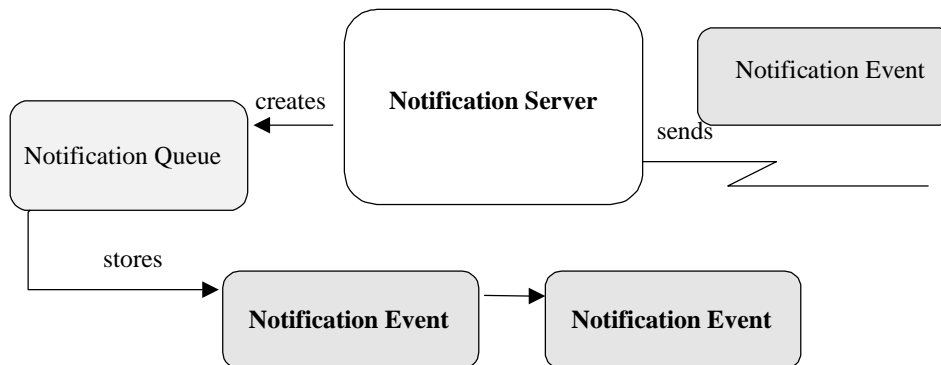 Notification Event
Notification Server
creates
sends
Notification Queue
stores
Notification Event
Notification Event